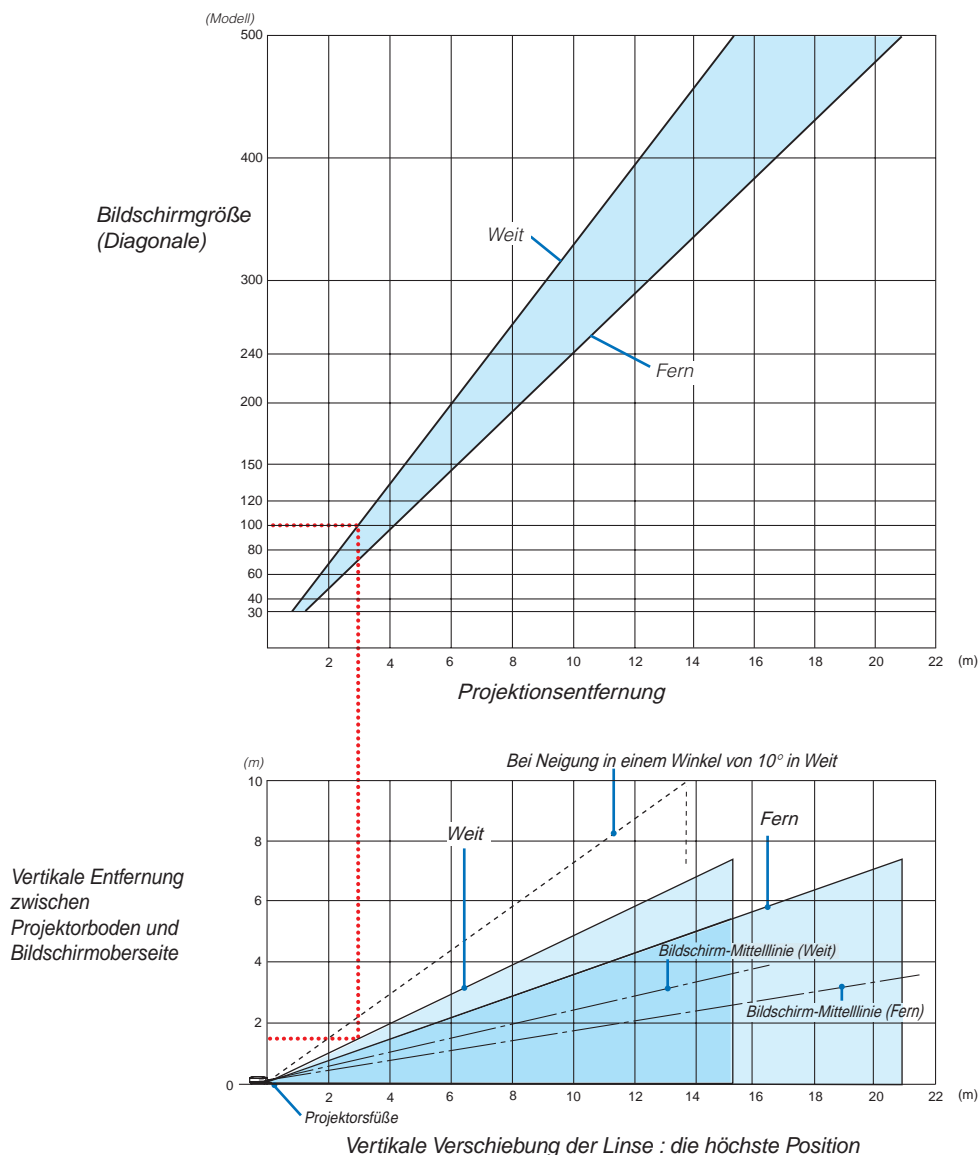 (Modell)
500
400
300
240
200
150
120
100
80
60
40
30
Bildschirmgröße
(Diagonale)
Weit
Fern
2 4 6 8 10 12 14 16 18 20 22 (m)
Projektionsentfernung
(m)
10
8
6
4
2
0
Bei Neigung in einem Winkel von 10° in Weit
Weit
Fern
Vertikale Entfernung
zwischen
Projektorboden und
Bildschirmoberseite
Bildschirm-Mittelllinie (Weit)
Bildschirm-Mittelllinie (Fern)
2 4 6 8 10 12 14 16 18 20 22 (m)
Projektorsfüße
Vertikale Verschiebung der Linse : die höchste Position